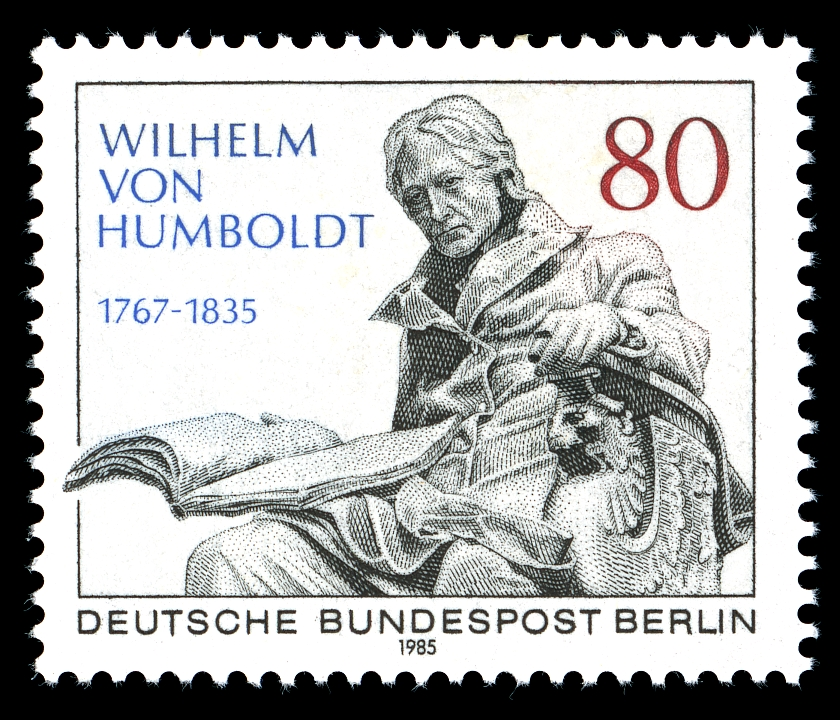 WILHELM
VON
HUMBOLDT
80
1767-1835
DEUTSCHE BUNDESPOST BERLIN
1985